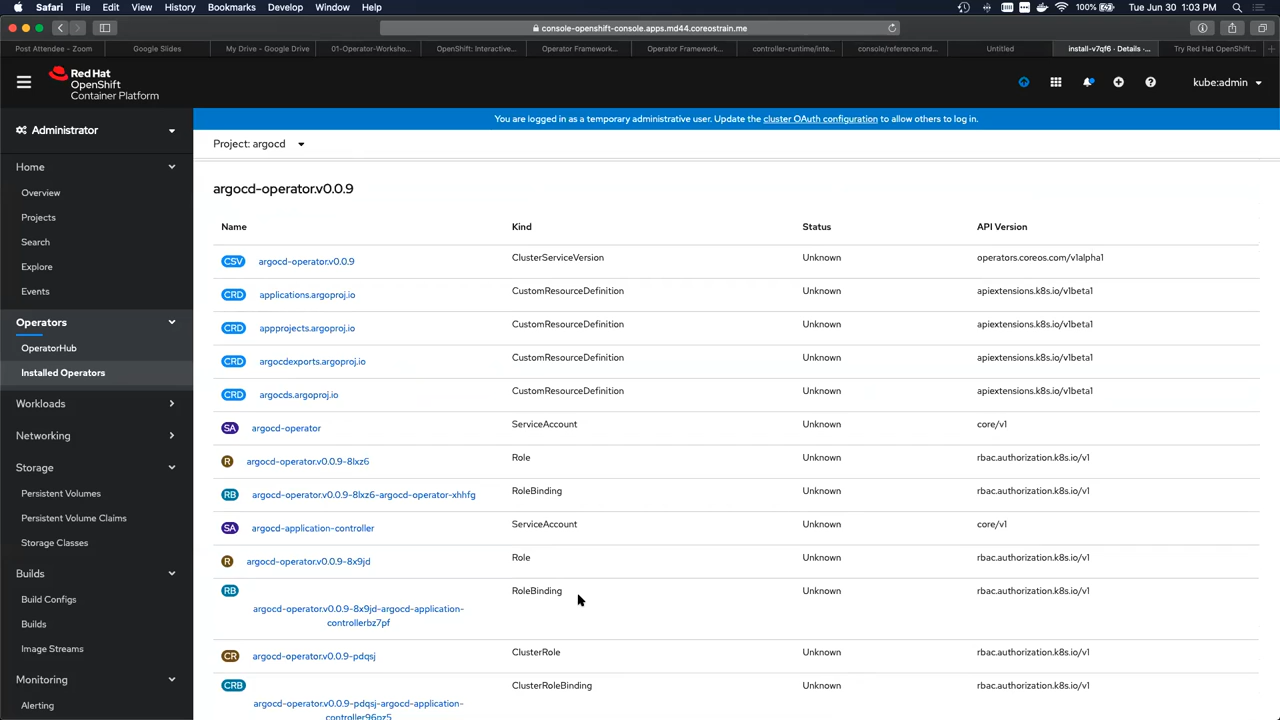 Safari File Edit View History Bookmarks Develop Window Help 100% Tue Jun 30 1:03 PM
console-openshift-console.apps.md44.coreostrain.me
Post Attendee - Zoom Google Slides My Drive - Google Drive 01-Operator-Worksho... OpenShift: Interactive... Operator Framework... Operator Framework... controller-runtime/inte... console/reference.md... Untitled install-v7qf6 · Details ·... Try Red Hat OpenShift...
Red Hat
OpenShift
Container Platform
kube:admin
You are logged in as a temporary administrative user. Update the cluster OAuth configuration to allow others to log in.
Administrator
Project: argocd
Home
Overview
Projects
Search
Explore
Events
Operators
OperatorHub
Installed Operators
Workloads
Networking
Storage
Persistent Volumes
Persistent Volume Claims
Storage Classes
Builds
Build Configs
Builds
Image Streams
Monitoring
Alerting
argocd-operator.v0.0.9
Name Kind Status API Version
CSV argocd-operator.v0.0.9 ClusterServiceVersion Unknown operators.coreos.com/v1alpha1
CRD applications.argoproj.io CustomResourceDefinition Unknown apiextensions.k8s.io/v1beta1
CRD appprojects.argoproj.io CustomResourceDefinition Unknown apiextensions.k8s.io/v1beta1
CRD argocdexports.argoproj.io CustomResourceDefinition Unknown apiextensions.k8s.io/v1beta1
CRD argocds.argoproj.io CustomResourceDefinition Unknown apiextensions.k8s.io/v1beta1
SA argocd-operator ServiceAccount Unknown core/v1
R argocd-operator.v0.0.9-8lxz6 Role Unknown rbac.authorization.k8s.io/v1
RB argocd-operator.v0.0.9-8lxz6-argocd-operator-xhhfg RoleBinding Unknown rbac.authorization.k8s.io/v1
SA argocd-application-controller ServiceAccount Unknown core/v1
R argocd-operator.v0.0.9-8x9jd Role Unknown rbac.authorization.k8s.io/v1
RB RoleBinding Unknown rbac.authorization.k8s.io/v1
argocd-operator.v0.0.9-8x9jd-argocd-application-
controllerbz7pf
CR argocd-operator.v0.0.9-pdqsj ClusterRole Unknown rbac.authorization.k8s.io/v1
CRB ClusterRoleBinding Unknown rbac.authorization.k8s.io/v1
argocd-operator.v0.0.9-pdqsj-argocd-application-
controller96pz5